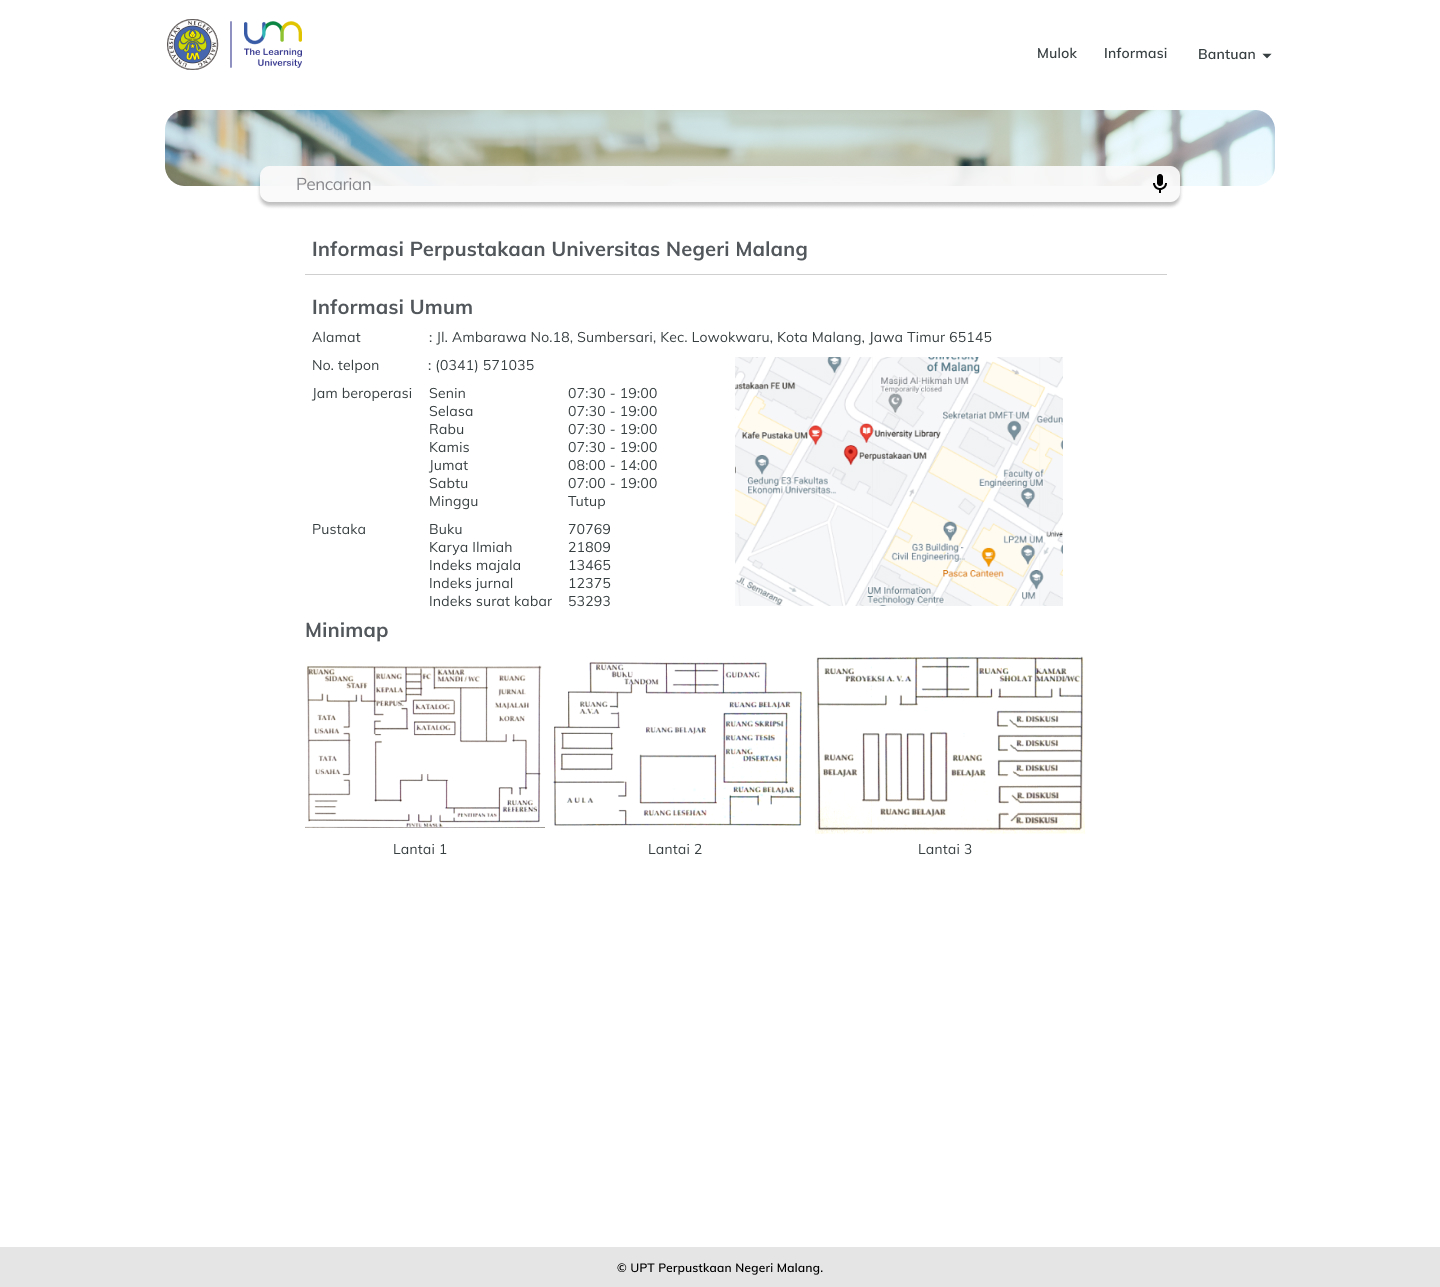 UNIVERSITAS NEGERI MALANG
UM
um
The Learning
University
Mulok Informasi Bantuan
Pencarian
Informasi Perpustakaan Universitas Negeri Malang
Informasi Umum
Alamat : Jl. Ambarawa No.18, Sumbersari, Kec. Lowokwaru, Kota Malang, Jawa Timur 65145
No. telpon : (0341) 571035
Jam beroperasi Senin 07:30 - 19:00
Selasa 07:30 - 19:00
Rabu 07:30 - 19:00
Kamis 07:30 - 19:00
Jumat 08:00 - 14:00
Sabtu 07:00 - 19:00
Minggu Tutup
Pustaka Buku 70769
Karya Ilmiah 21809
Indeks majala 13465
Indeks jurnal 12375
Indeks surat kabar 53293
University
of Malang
Masjid Al-Hikmah UM
Temporarily closed
ustakaan FE UM
Sekretariat DMFT UM
Gedun
Kafe Pustaka UM
University Library
Perpustakaan UM
Gedung E3 Fakultas
Ekonomi Universitas...
Faculty of
Engineering UM
G3 Building -
Civil Engineering...
LP2M UM
Unive
Pasca Canteen
Jl. Semarang
UM Information
Technology Centre
UM
Minimap
RUANG
SIDANG
STAFF
RUANG
KEPALA
PERPUS.
FC
KAMAR
MANDI / WC
RUANG
JURNAL
MAJALAH
KORAN
KATALOG
KATALOG
TATA
USAHA
TATA
USAHA
RUANG
REFERENS
RUANG
BUKU
TANDOM
GUDANG
RUANG
A.V.A
RUANG BELAJAR
RUANG BELAJAR
RUANG SKRIPSI
RUANG TESIS
RUANG
DISERTASI
RUANG BELAJAR
AULA
RUANG LESEHAN
RUANG
PROYEKSI A. V. A
RUANG
SHOLAT
KAMAR
MANDI/WC
R. DISKUSI
R. DISKUSI
R. DISKUSI
R. DISKUSI
R. DISKUSI
RUANG
BELAJAR
RUANG
BELAJAR
RUANG BELAJAR
Lantai 1
Lantai 2
Lantai 3
© UPT Perpustkaan Negeri Malang.